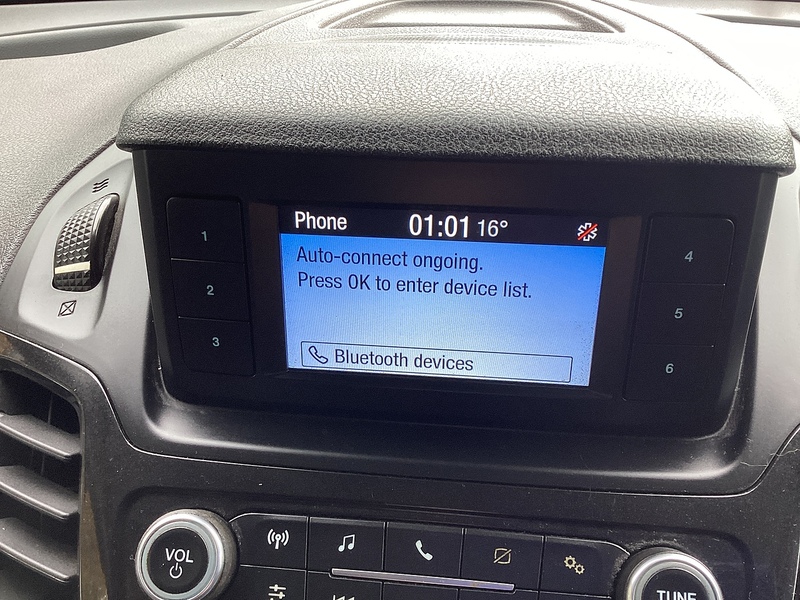 Phone 01:01 16°
Auto-connect ongoing.
Press OK to enter device list.
Bluetooth devices
1
2
3
4
5
6
VOL
TUNE